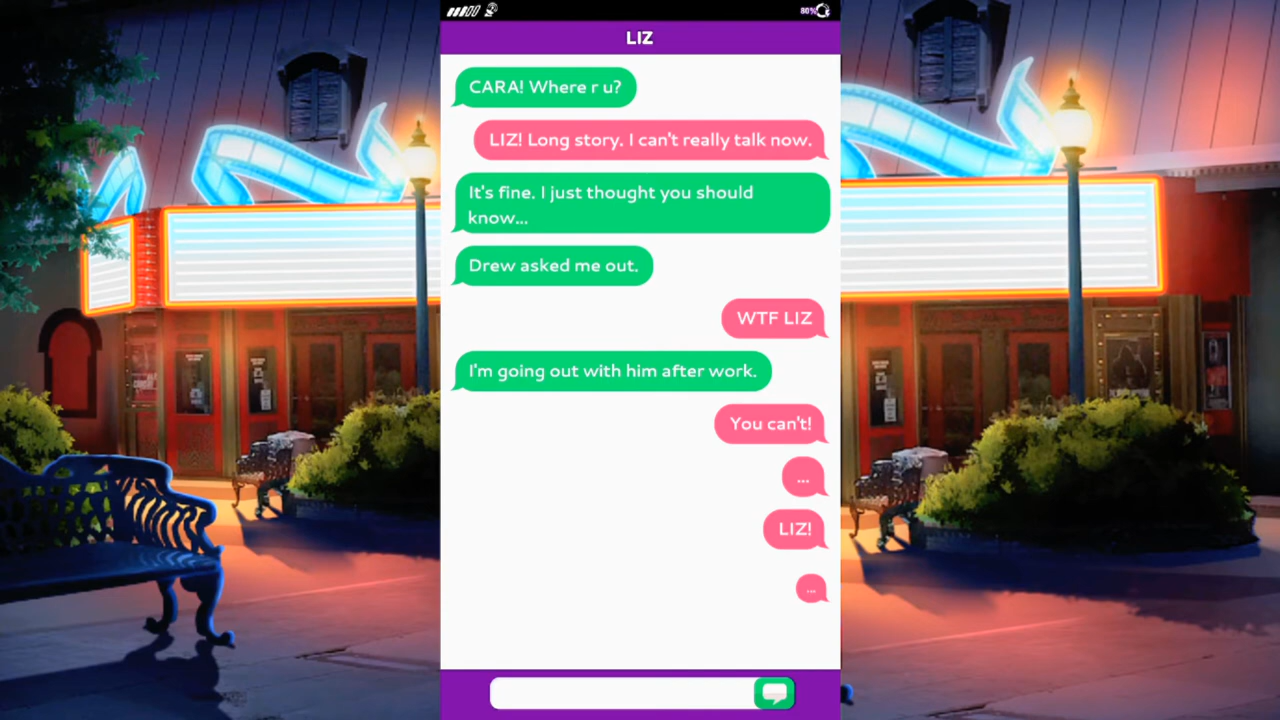 80%
LIZ
CARA! Where r u?
LIZ! Long story. I can't really talk now.
It's fine. I just thought you should
know...
Drew asked me out.
WTF LIZ
I'm going out with him after work.
You can't!
...
LIZ!
...